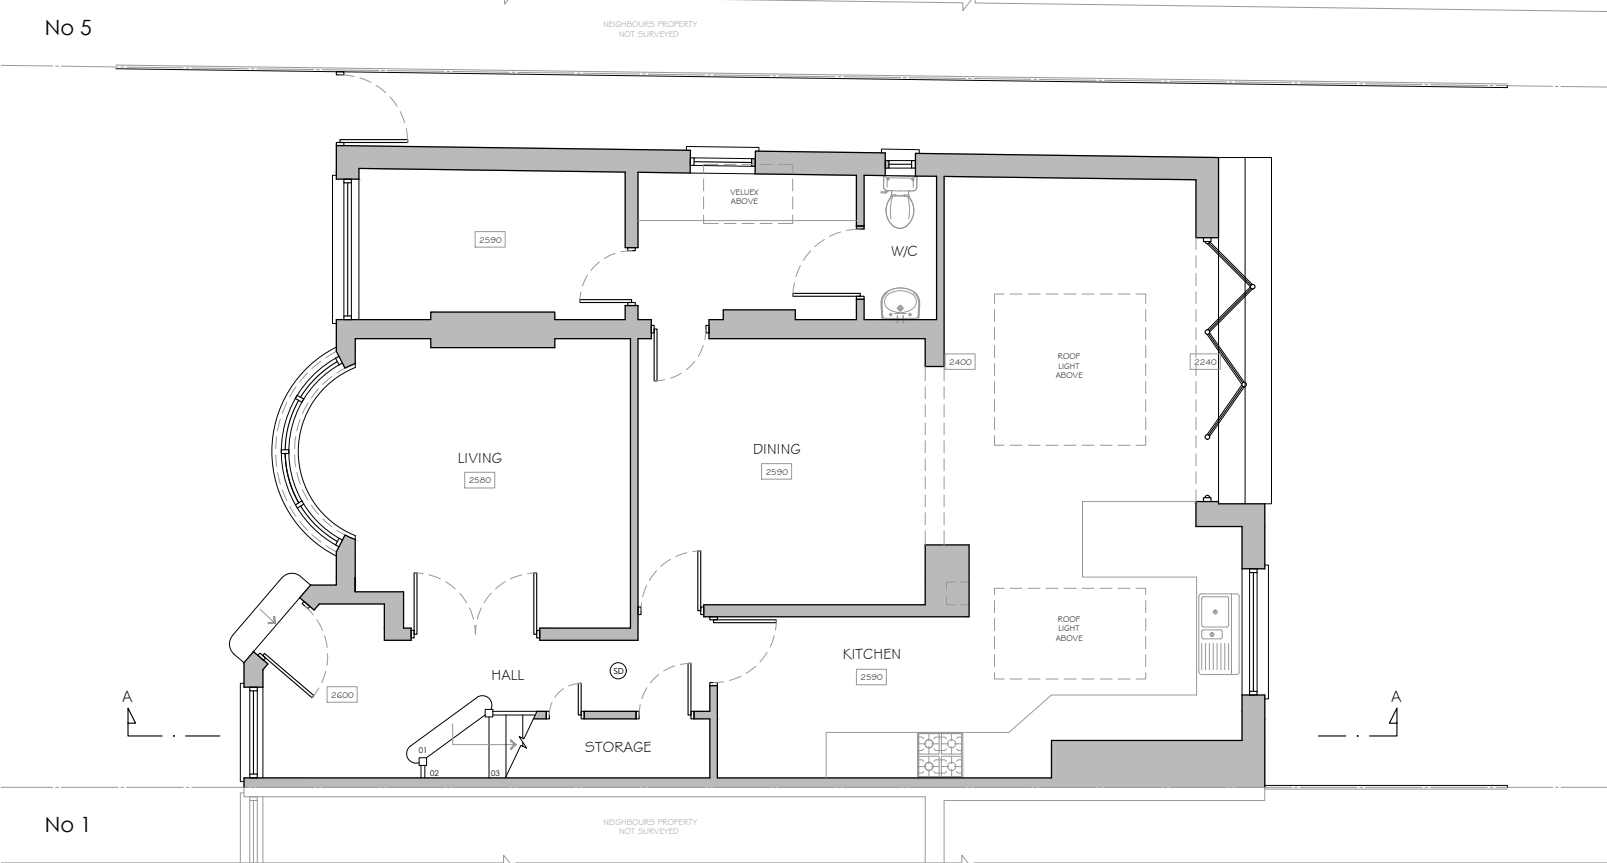 No 5
NEIGHBOURS PROPERTY
NOT SURVEYED
VELUEX
ABOVE
2590
W/C
2400
ROOF
LIGHT
ABOVE
2240
LIVING
2580
DINING
2590
ROOF
LIGHT
ABOVE
KITCHEN
2590
HALL
SD
2600
A
A
STORAGE
01
02
03
No 1
NEIGHBOURS PROPERTY
NOT SURVEYED